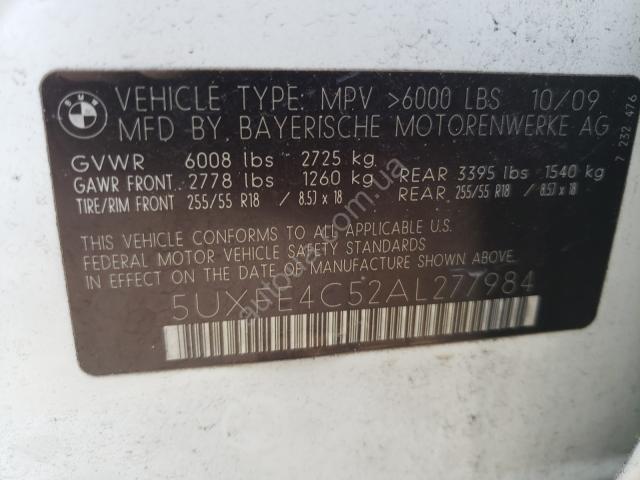 VEHICLE TYPE: MPV >6000 LBS 10/09
MFD BY BAYERISCHE MOTORENWERKE AG
7 232 476
GVWR 6008 lbs 2725 kg
GAWR FRONT 2778 lbs 1260 kg REAR 3395 lbs 1540 kg
TIRE/RIM FRONT 255/55 R18 / 8.5J x 18 REAR 255/55 R18 / 8.5J x 18
THIS VEHICLE CONFORMS TO ALL APPLICABLE U.S.
FEDERAL MOTOR VEHICLE SAFETY STANDARDS
IN EFFECT ON THE DATE OF MANUFACTURE SHOWN ABOVE.
BMW